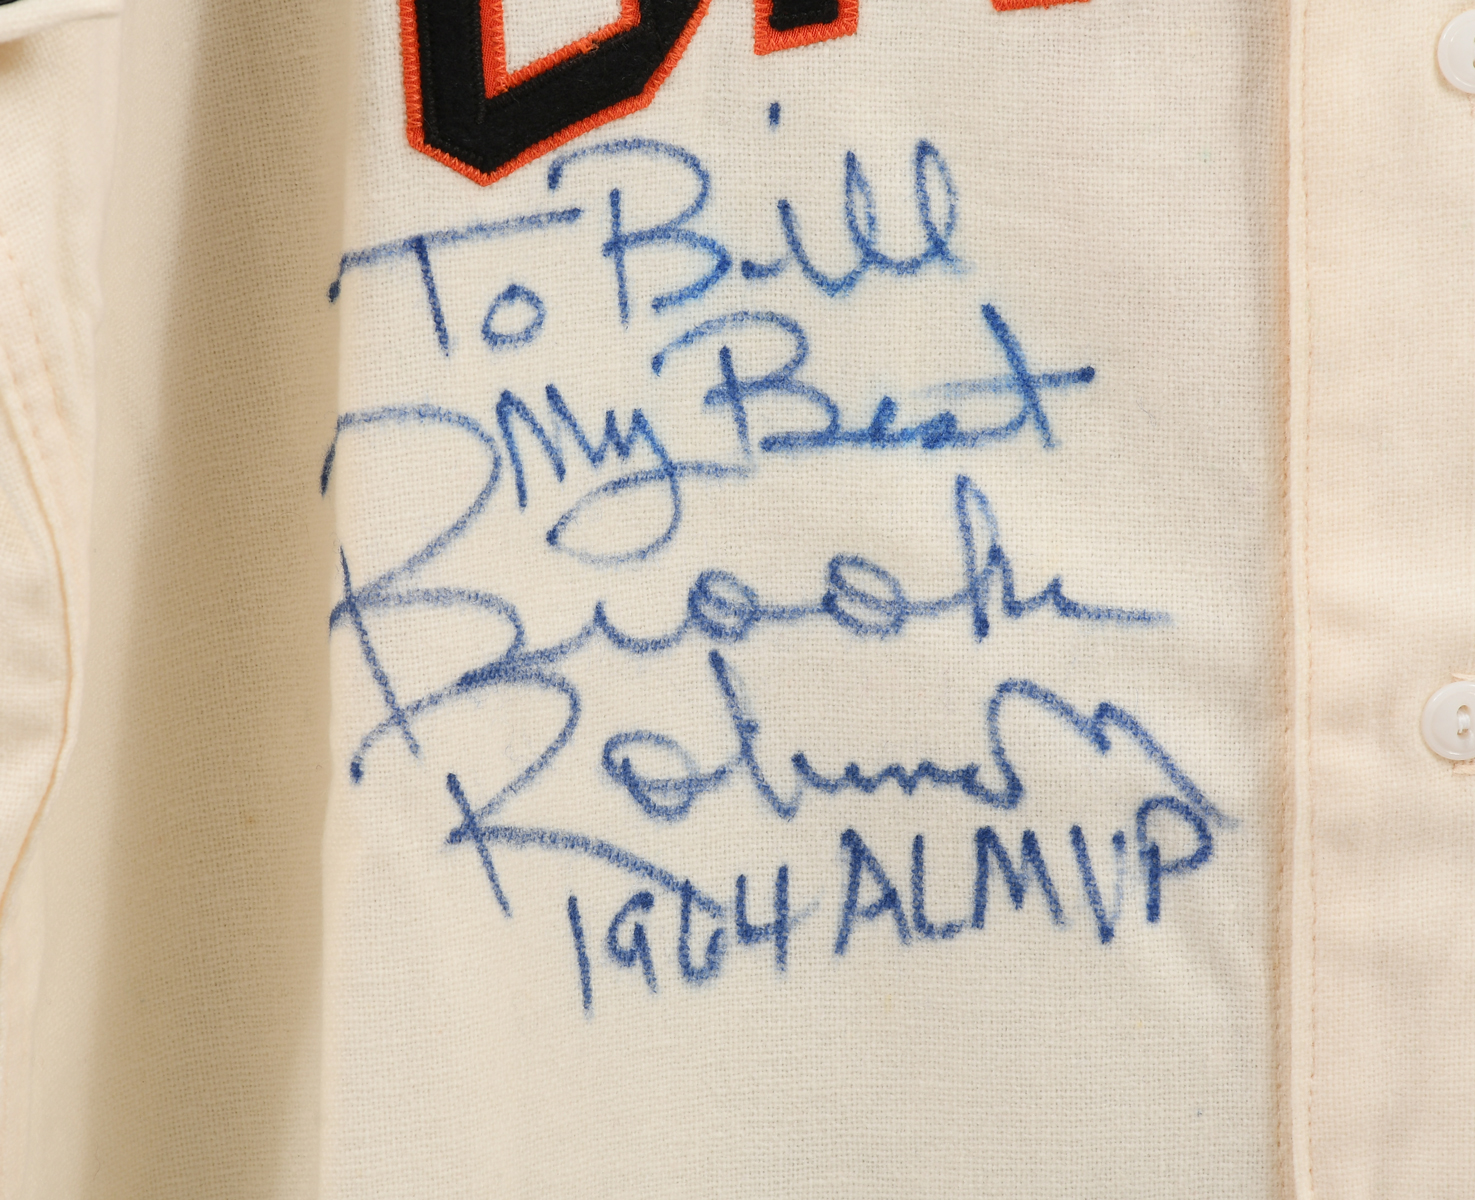 To Bill
My Best
Brooks
Robinson
1964 ALMVP